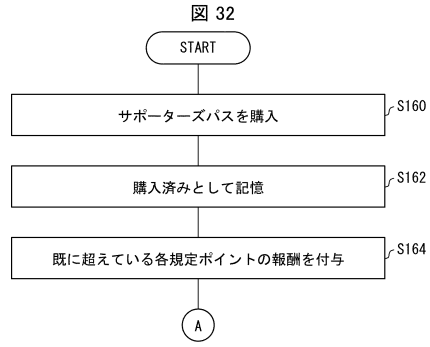 図 32
START
サポーターズパスを購入
S160
購入済みとして記憶
S162
既に超えている各規定ポイントの報酬を付与
S164
A